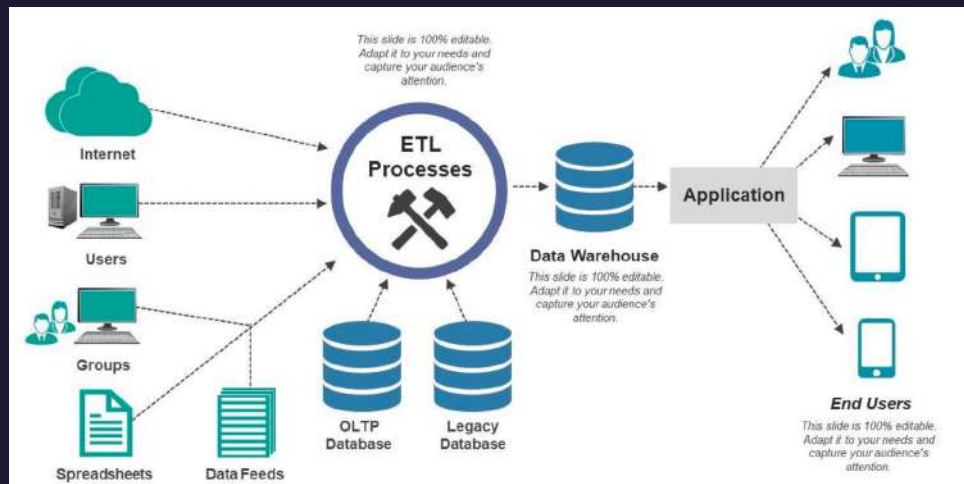 This slide is 100% editable.
Adapt it to your needs and
capture your audience's
attention.
Internet
ETL
Processes
Users
Application
Data Warehouse
This slide is 100% editable.
Adapt it to your needs and
capture your audience's
attention.
Groups
OLTP
Database
Legacy
Database
Spreadsheets
Data Feeds
End Users
This slide is 100% editable.
Adapt it to your needs and
capture your audience's
attention.